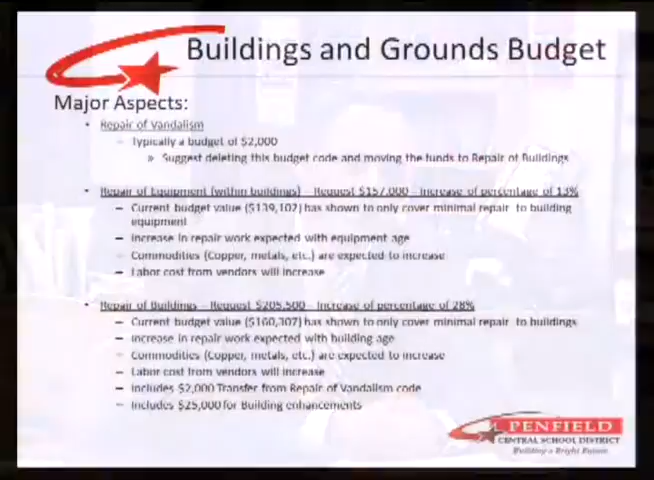 Buildings and Grounds Budget
Major Aspects:
• Repair of Vandalism
– Typically a budget of $2,000
» Suggest deleting this budget code and moving the funds to Repair of Buildings
• Repair of Equipment (within buildings) – Request $157,000 – Increase of percentage of 13%
– Current budget value ($139,102) has shown to only cover minimal repair to building
equipment
– Increase in repair work expected with equipment age
– Commodities (Copper, metals, etc.) are expected to increase
– Labor cost from vendors will increase
• Repair of Buildings – Request $205,500 – Increase of percentage of 28%
– Current budget value ($160,307) has shown to only cover minimal repair to buildings
– Increase in repair work expected with building age
– Commodities (Copper, metals, etc.) are expected to increase
– Labor cost from vendors will increase
– Includes $2,000 Transfer from Repair of Vandalism code
– Includes $25,000 for Building enhancements
PENFIELD
CENTRAL SCHOOL DISTRICT
Building a Bright Future